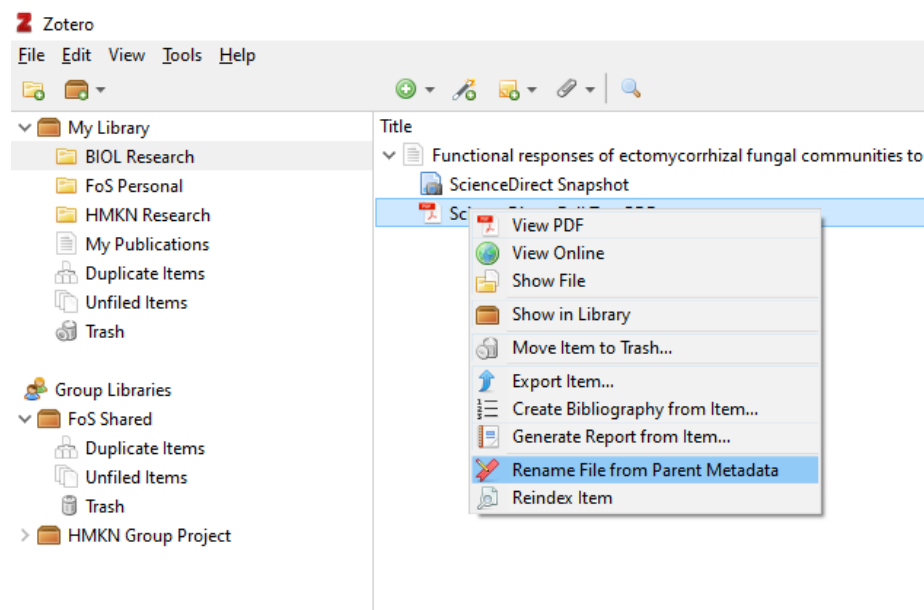 Zotero
File Edit View Tools Help
My Library
BIOL Research
FoS Personal
HMKN Research
My Publications
Duplicate Items
Unfiled Items
Trash
Group Libraries
FoS Shared
Duplicate Items
Unfiled Items
Trash
HMKN Group Project
Title
Functional responses of ectomycorrhizal fungal communities to
ScienceDirect Snapshot
View PDF
View Online
Show File
Show in Library
Move Item to Trash...
Export Item...
Create Bibliography from Item...
Generate Report from Item...
Rename File from Parent Metadata
Reindex Item